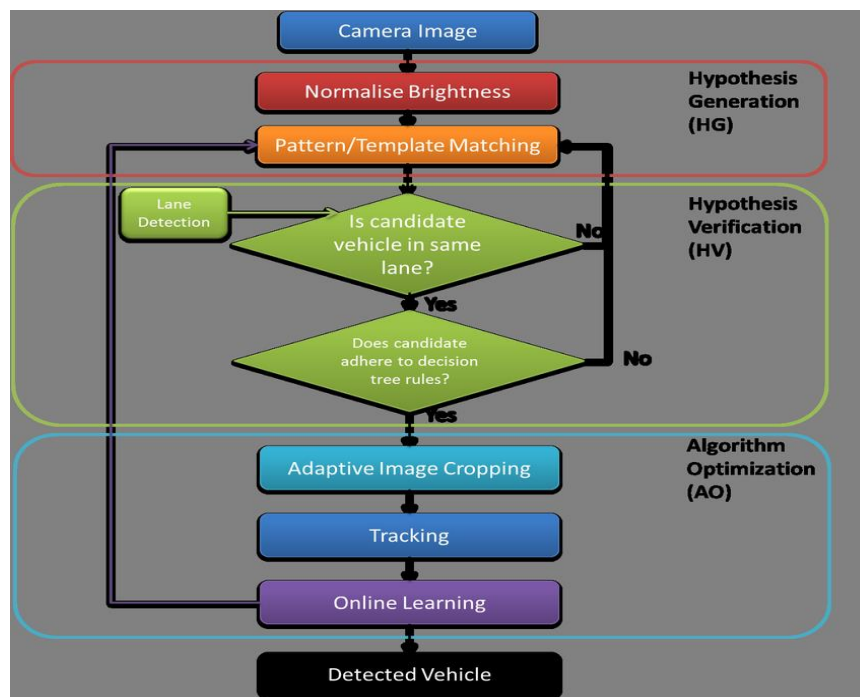 Camera Image
Normalise Brightness
Hypothesis
Generation
(HG)
Pattern/Template Matching
Lane
Detection
Is candidate
vehicle in same
lane?
No
Hypothesis
Verification
(HV)
Yes
Does candidate
adhere to decision
tree rules?
No
Yes
Adaptive Image Cropping
Algorithm
Optimization
(AO)
Tracking
Online Learning
Detected Vehicle